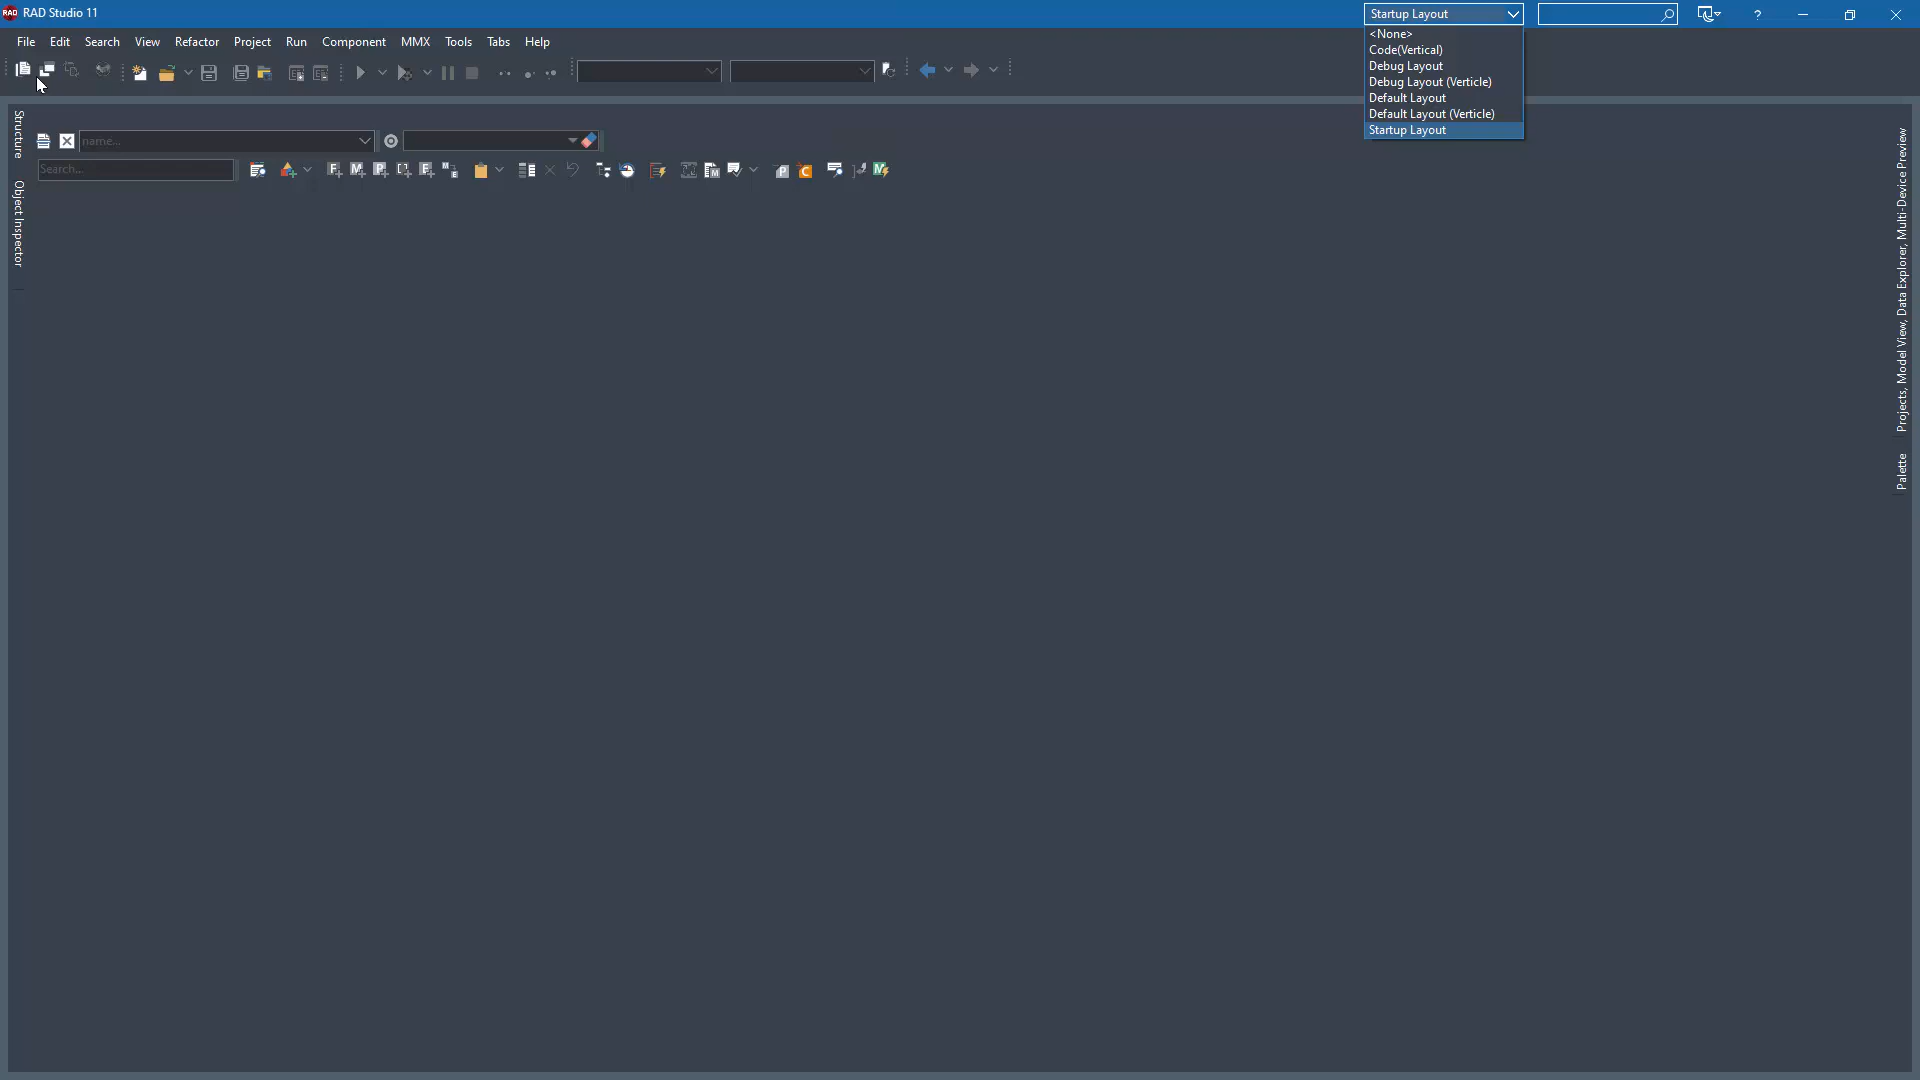 RAD Studio 11
Startup Layout
File Edit Search View Refactor Project Run Component MMX Tools Tabs Help
<None>
Code(Vertical)
Debug Layout
Debug Layout (Verticle)
Default Layout
Default Layout (Verticle)
Startup Layout
name...
Search...
Structure
Object Inspector
Projects, Model View, Data Explorer, Multi-Device Preview
Palette